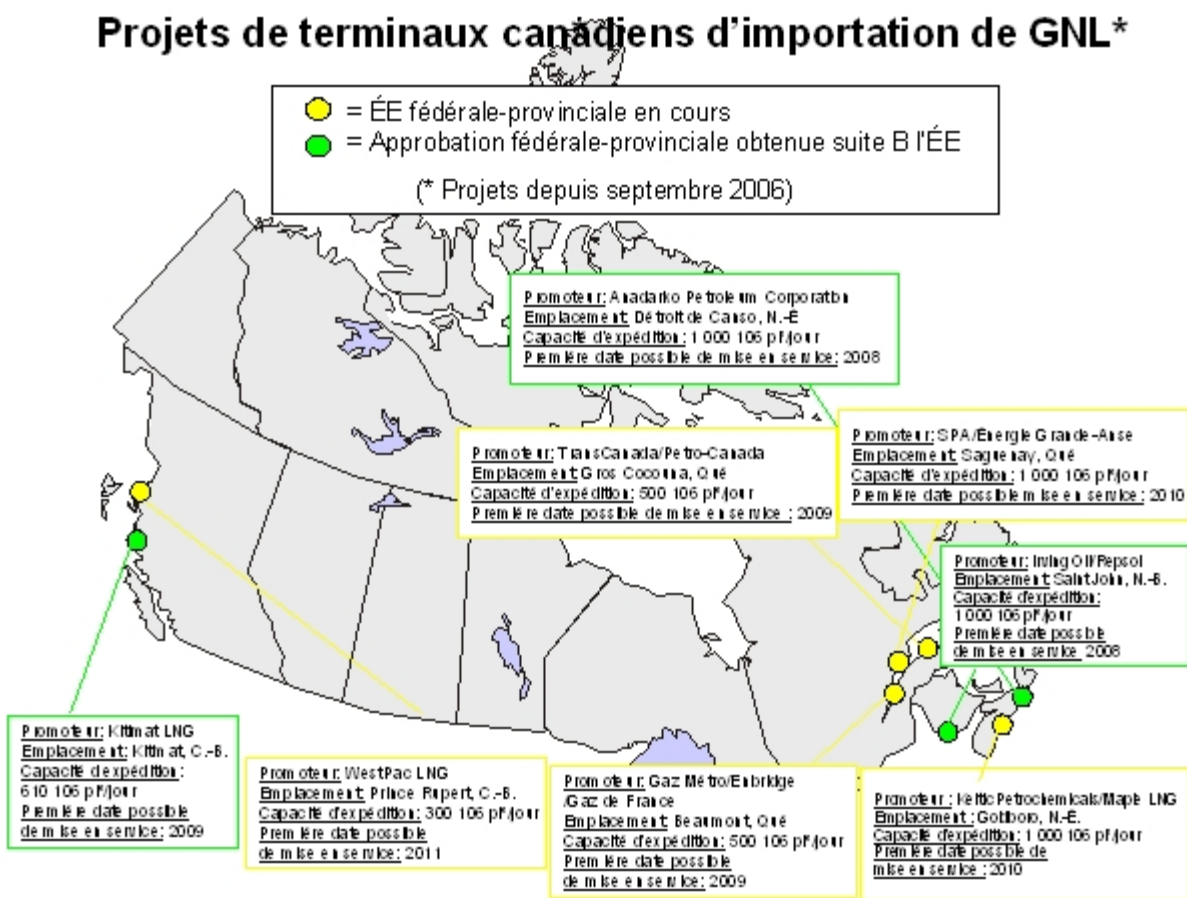 Projets de terminaux canadiens d'importation de GNL*
= ÉE fédérale-provinciale en cours
= Approbation fédérale-provinciale obtenue suite B l'ÉE
(* Projets depuis septembre 2006)
Promoteur: Anadarko Petroleum Corporation
Emplacement: Détroit de Canso, N.-É
Capacité d'expédition: 1 000 106 pi³/jour
Première date possible de mise en service: 2008
Promoteur: TransCanada/Petro-Canada
Emplacement: Gros Cocouna, Qué
Capacité d'expédition: 500 106 pi³/jour
Première date possible de mise en service : 2009
Promoteur: SPA/Énergie Grande-Anse
Emplacement: Saguenay, Qué
Capacité d'expédition: 1 000 106 pi³/jour
Première date possible mise en service: 2010
Promoteur: Irving Oil/Repsol
Emplacement: Saint John, N.-B.
Capacité d'expédition:
1 000 106 pi³/jour
Première date possible
de mise en service: 2008
Promoteur: Kitimat LNG
Emplacement: Kitimat, C.-B.
Capacité d'expédition:
610 106 pi³/jour
Première date possible
de mise en service: 2009
Promoteur: WestPac LNG
Emplacement: Prince Rupert, C.-B.
Capacité d'expédition: 300 106 pi³/jour
Première date possible
de mise en service: 2011
Promoteur: Gaz Métro/Enbridge
/Gaz de France
Emplacement: Beaumont, Qué
Capacité d'expédition: 500 106 pi³/jour
Première date possible
de mise en service: 2009
Promoteur : Keltic Petrochemicals/Maple LNG
Emplacement : Goldboro, N.-É.
Capacité d'expédition: 1 000 106 pi³/jour
Première date possible de
mise en service : 2010